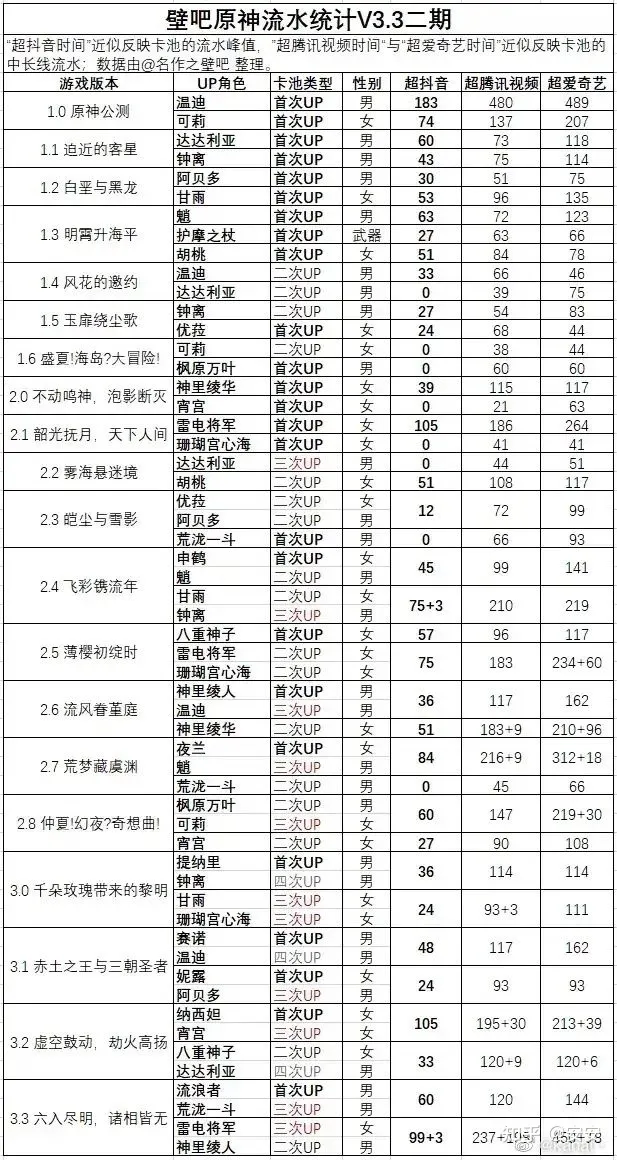 壁吧原神流水统计V3.3二期
“超抖音时间”近似反映卡池的流水峰值，”超腾讯视频时间“与“超爱奇艺时间”近似反映卡池的
中长线流水；数据由@名作之壁吧 整理。
游戏版本 UP角色 卡池类型 性别 超抖音 超腾讯视频 超爱奇艺
1.0 原神公测
温迪 首次UP 男 183 480 489
可莉 首次UP 女 74 137 207
1.1 迫近的客星
达达利亚 首次UP 男 60 73 118
钟离 首次UP 男 43 75 114
1.2 白垩与黑龙
阿贝多 首次UP 男 30 51 75
甘雨 首次UP 女 53 96 135
1.3 明霄升海平
魈 首次UP 男 63 72 123
护摩之杖 首次UP 武器 27 63 66
胡桃 首次UP 女 51 84 78
1.4 风花的邀约
温迪 二次UP 男 33 66 46
达达利亚 二次UP 男 0 39 75
1.5 玉扉绕尘歌
钟离 二次UP 男 27 54 83
优菈 首次UP 女 24 68 44
1.6 盛夏!海岛?大冒险!
可莉 二次UP 女 0 38 44
枫原万叶 首次UP 男 0 60 60
2.0 不动鸣神，泡影断灭
神里绫华 首次UP 女 39 115 117
宵宫 首次UP 女 0 21 63
2.1 韶光抚月，天下人间
雷电将军 首次UP 女 105 186 264
珊瑚宫心海 首次UP 女 0 41 41
2.2 雾海悬迷境
达达利亚 三次UP 男 0 44 51
胡桃 二次UP 女 51 108 117
2.3 皑尘与雪影
优菈 二次UP 女 12 72 99
阿贝多 二次UP 男
荒泷一斗 首次UP 男 0 66 93
2.4 飞彩镌流年
申鹤 首次UP 女 45 99 141
魈 二次UP 男
甘雨 二次UP 女 75+3 210 219
钟离 三次UP 男
2.5 薄樱初绽时
八重神子 首次UP 女 57 96 117
雷电将军 二次UP 女 75 183 234+60
珊瑚宫心海 二次UP 女
2.6 流风眷堇庭
神里绫人 首次UP 男 36 117 162
温迪 三次UP 男
神里绫华 二次UP 女 51 183+9 210+96
2.7 荒梦藏虞渊
夜兰 首次UP 女 84 216+9 312+18
魈 三次UP 男
荒泷一斗 二次UP 男 0 45 66
2.8 仲夏!幻夜?奇想曲!
枫原万叶 二次UP 男 60 147 219+30
可莉 三次UP 女
宵宫 二次UP 女 27 90 108
3.0 千朵玫瑰带来的黎明
提纳里 首次UP 男 36 114 114
钟离 四次UP 男
甘雨 三次UP 女 24 93+3 111
珊瑚宫心海 三次UP 女
3.1 赤土之王与三朝圣者
赛诺 首次UP 男 48 117 162
温迪 四次UP 男
妮露 首次UP 女 24 93 93
阿贝多 三次UP 男
3.2 虚空鼓动，劫火高扬
纳西妲 首次UP 女 105 195+30 213+39
宵宫 三次UP 女
八重神子 二次UP 女 33 120+9 120+6
达达利亚 四次UP 男
3.3 六入尽明，诸相皆无
流浪者 首次UP 男 60 120 144
荒泷一斗 三次UP 男
雷电将军 三次UP 女 99+3
神里绫人 二次UP 男
知乎